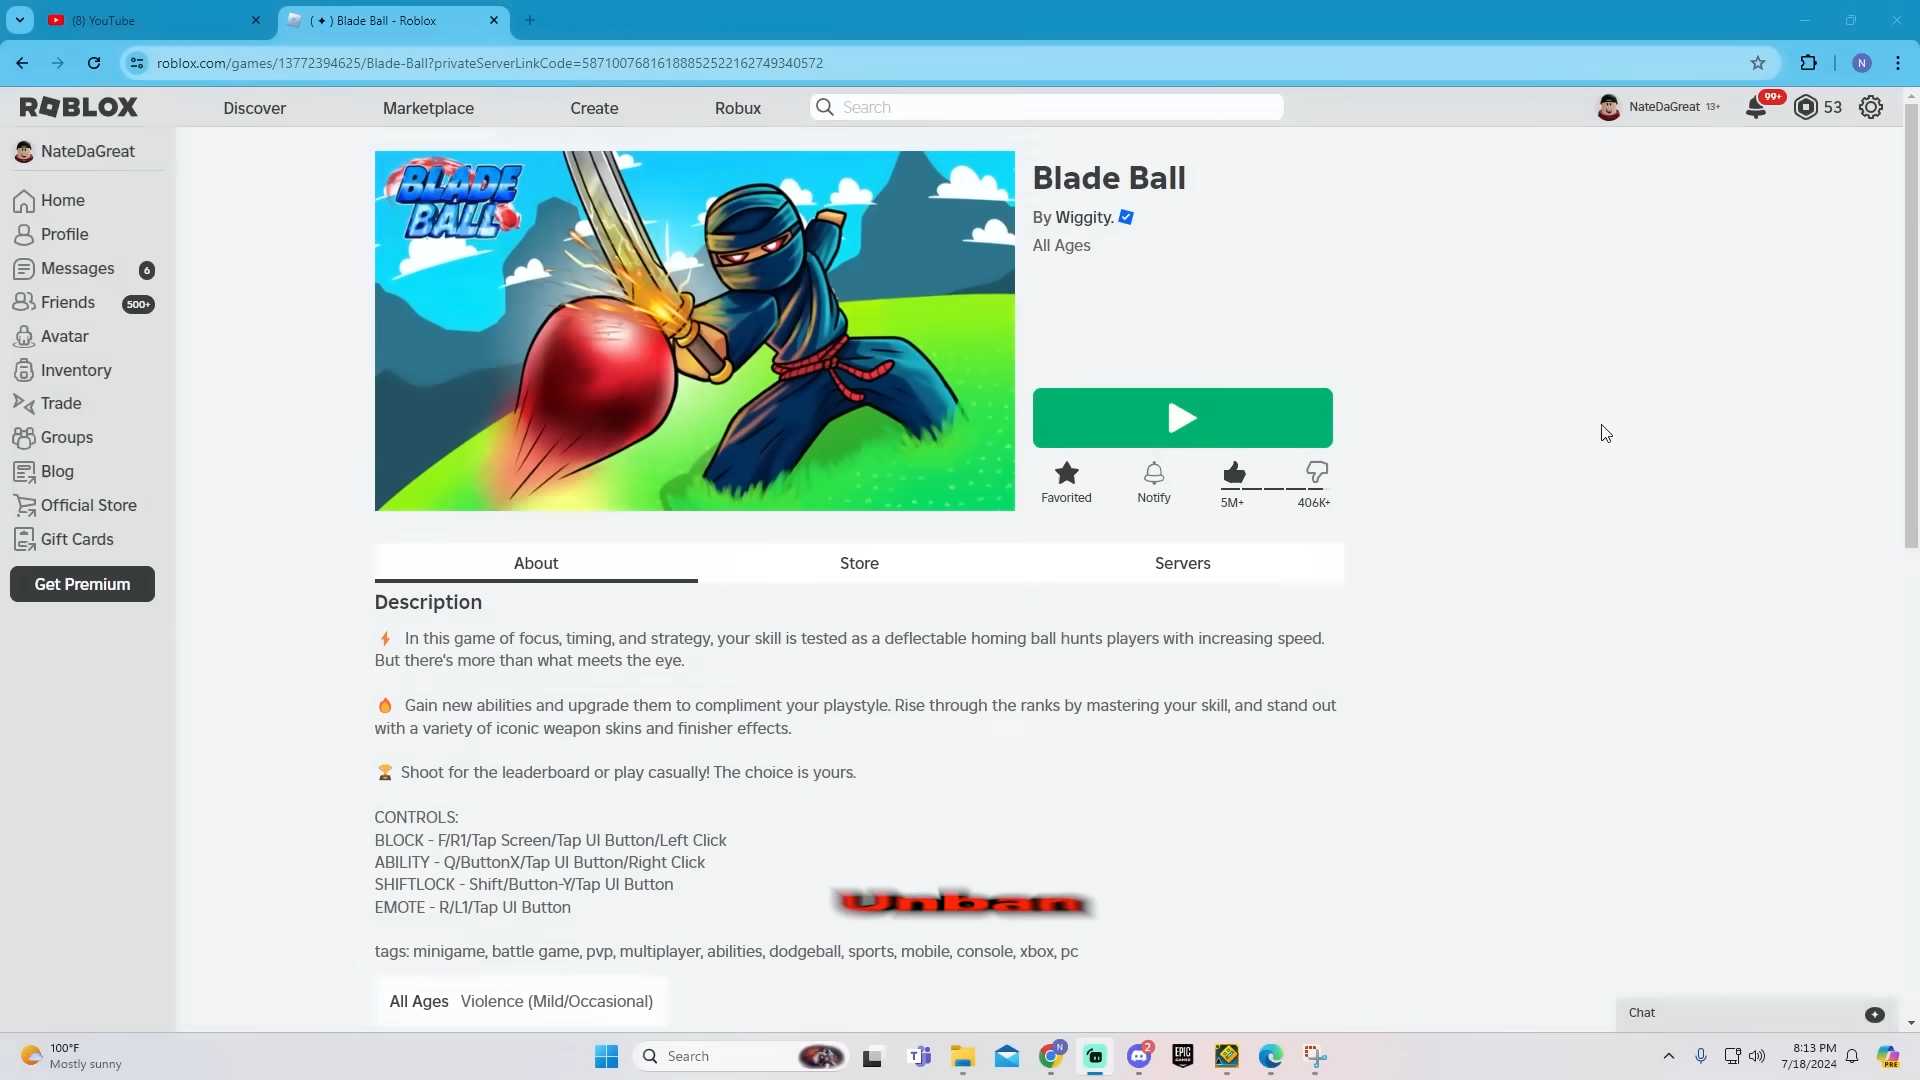 (8) YouTube
( ✦ ) Blade Ball - Roblox
roblox.com/games/13772394625/Blade-Ball?privateServerLinkCode=58710076816188852522162749340572
N
ROBLOX
Discover
Marketplace
Create
Robux
Search
NateDaGreat 13+
99+
53
NateDaGreat
Home
Profile
Messages 6
Friends 500+
Avatar
Inventory
Trade
Groups
Blog
Official Store
Gift Cards
Get Premium
BLADE
BALL
Blade Ball
By Wiggity.
All Ages
Favorited
Notify
5M+
406K+
About
Store
Servers
Description
⚡ In this game of focus, timing, and strategy, your skill is tested as a deflectable homing ball hunts players with increasing speed.
But there's more than what meets the eye.
🔥 Gain new abilities and upgrade them to compliment your playstyle. Rise through the ranks by mastering your skill, and stand out
with a variety of iconic weapon skins and finisher effects.
🏆 Shoot for the leaderboard or play casually! The choice is yours.
CONTROLS:
BLOCK - F/R1/Tap Screen/Tap UI Button/Left Click
ABILITY - Q/ButtonX/Tap UI Button/Right Click
SHIFTLOCK - Shift/Button-Y/Tap UI Button
EMOTE - R/L1/Tap UI Button
Unban
tags: minigame, battle game, pvp, multiplayer, abilities, dodgeball, sports, mobile, console, xbox, pc
All Ages Violence (Mild/Occasional)
Chat
100°F
Mostly sunny
Search
N
2
EPIC
GAMES
8:13 PM
7/18/2024
PRE